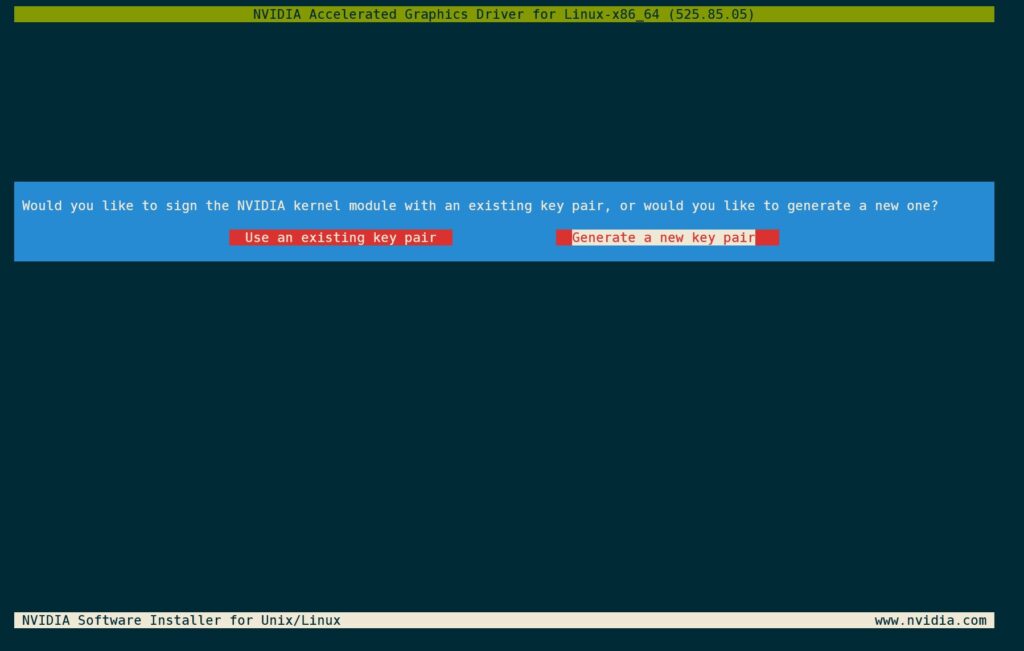 NVIDIA Accelerated Graphics Driver for Linux-x86_64 (525.85.05)
Would you like to sign the NVIDIA kernel module with an existing key pair, or would you like to generate a new one?
Use an existing key pair Generate a new key pair
NVIDIA Software Installer for Unix/Linux www.nvidia.com